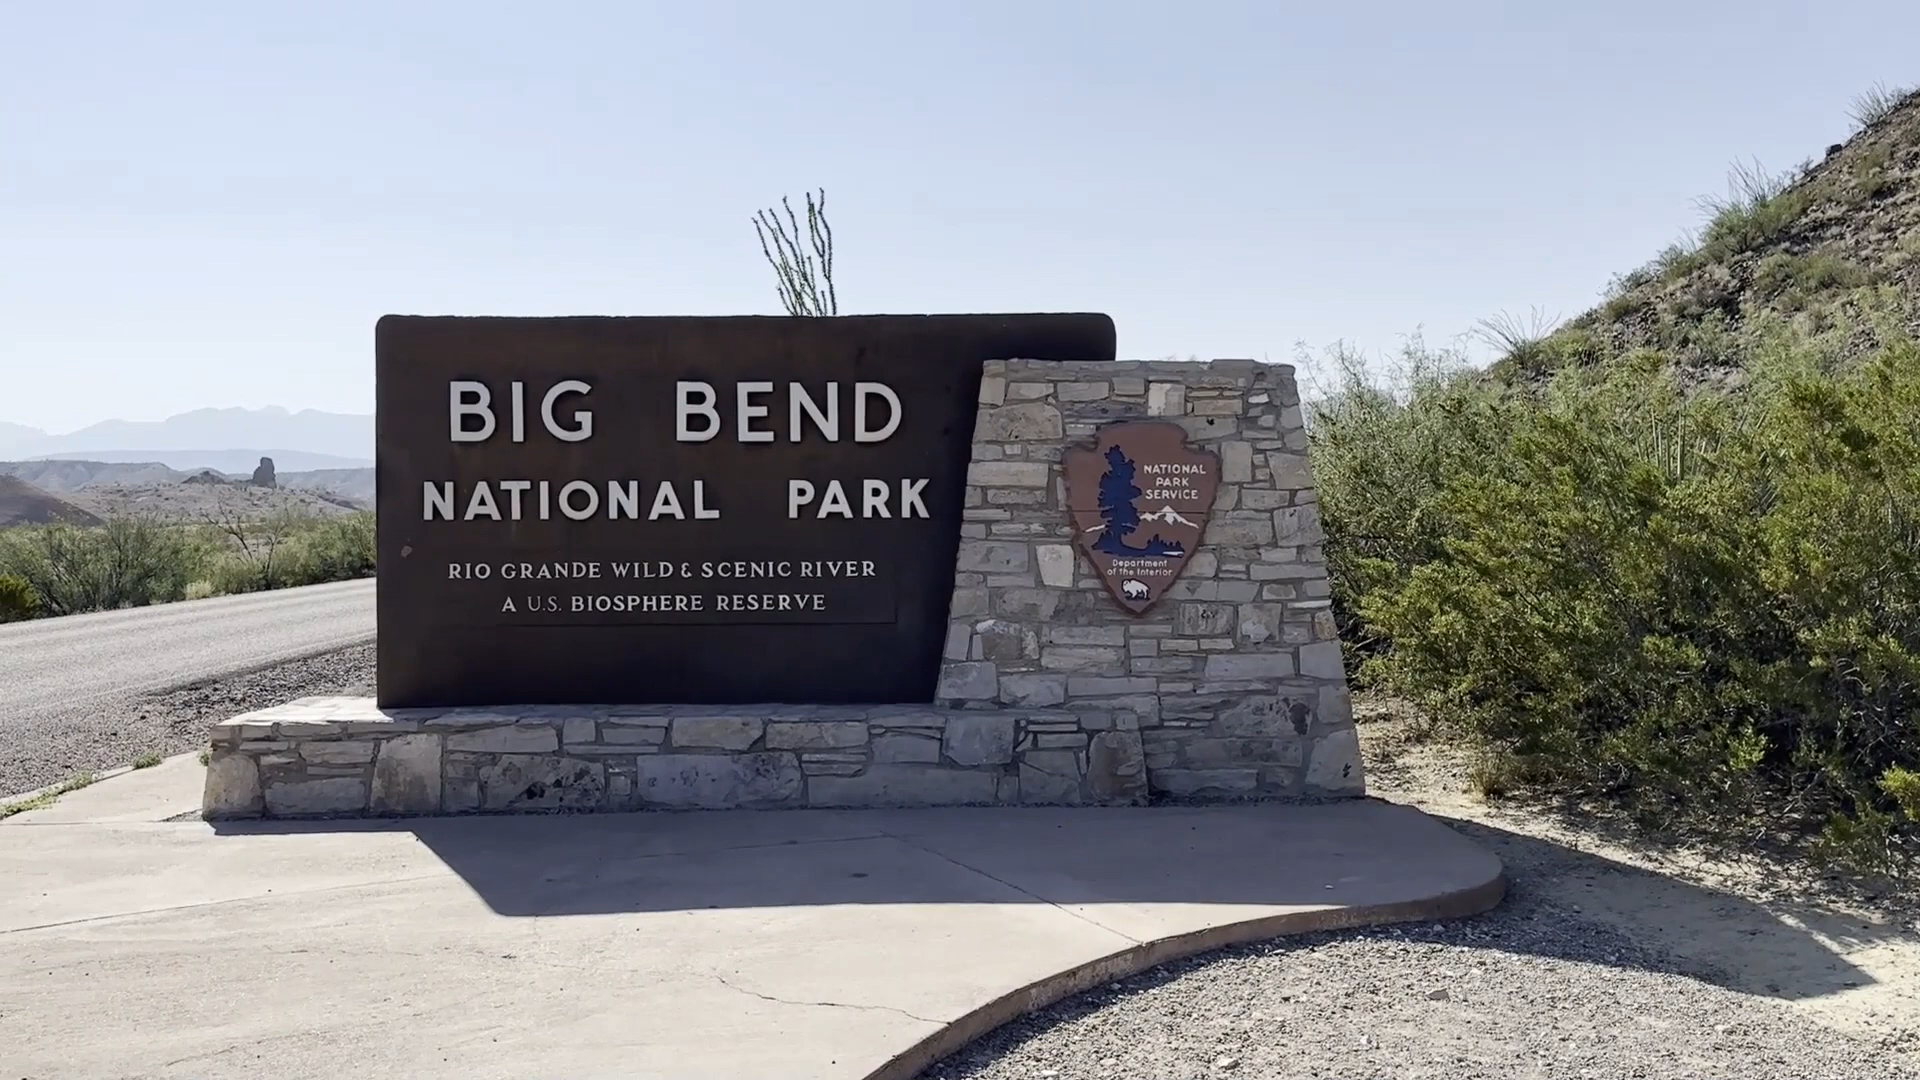 BIG BEND
NATIONAL PARK
RIO GRANDE WILD & SCENIC RIVER
A U.S. BIOSPHERE RESERVE
NATIONAL
PARK
SERVICE
Department
of the Interior